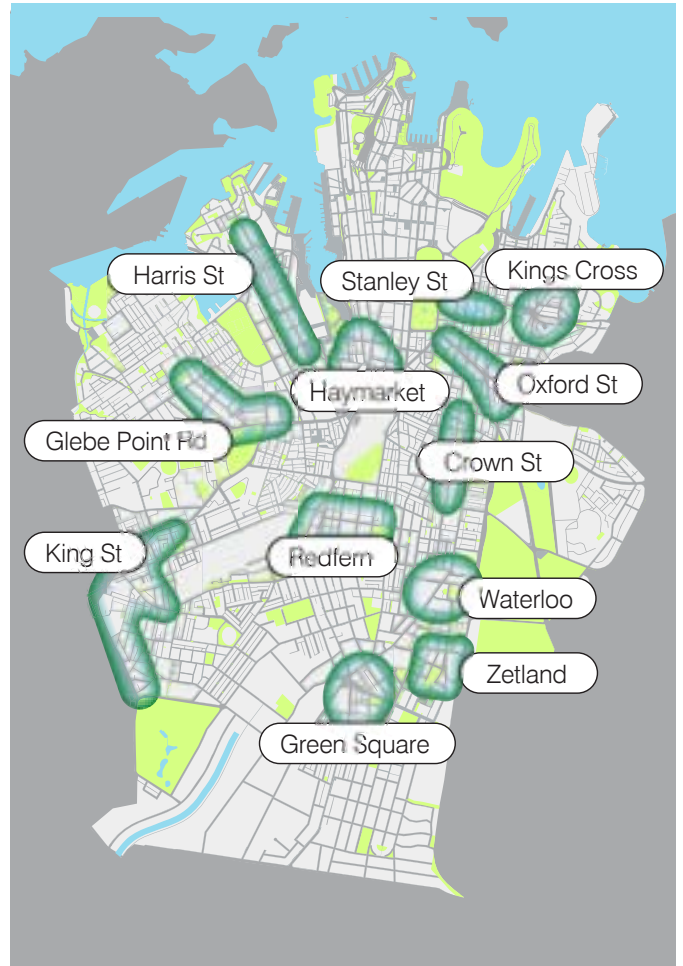 Kings Cross
Harris St
Stanley St
Oxford St
Haymarket
Glebe Point Rd
Crown St
King St
Redfern
Waterloo
Zetland
Green Square